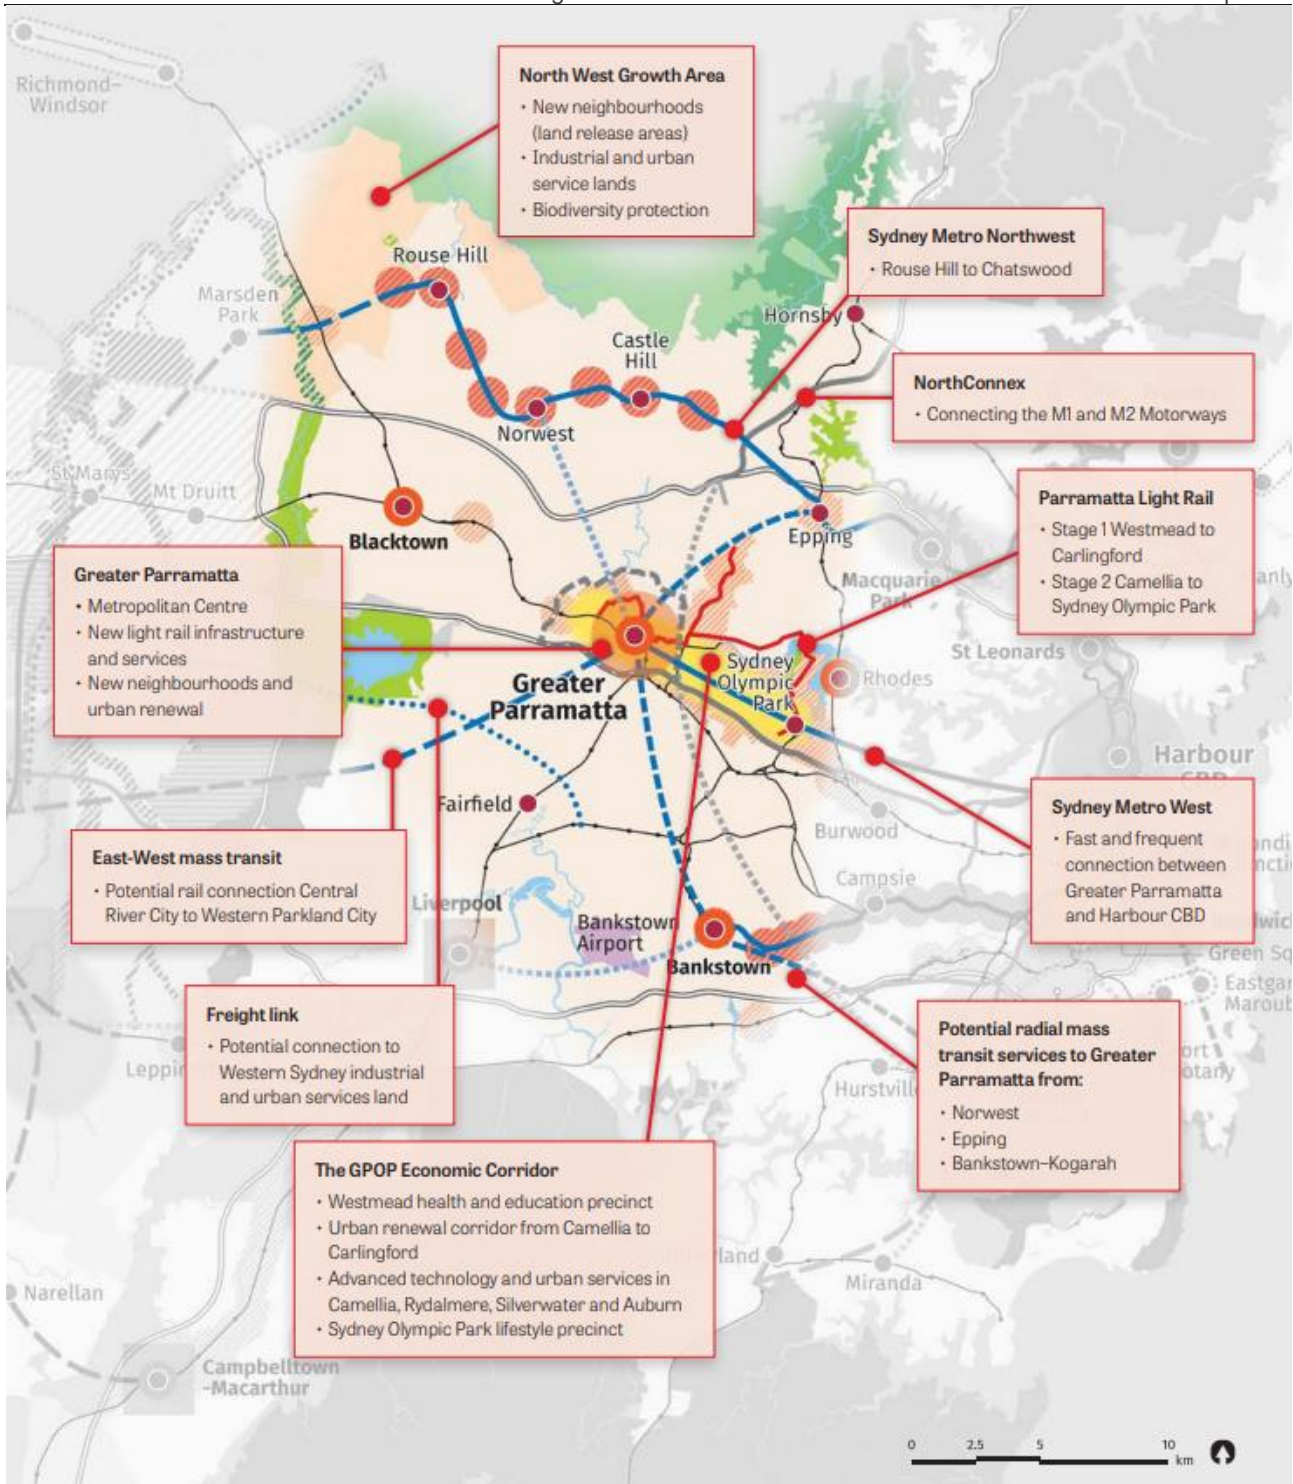 Richmond–
Windsor
North West Growth Area
• New neighbourhoods
(land release areas)
• Industrial and urban
service lands
• Biodiversity protection
Sydney Metro Northwest
• Rouse Hill to Chatswood
Rouse Hill
Marsden
Park
Hornsby
Castle
Hill
NorthConnex
• Connecting the M1 and M2 Motorways
Norwest
St Marys
Mt Druitt
Parramatta Light Rail
• Stage 1 Westmead to
Carlingford
• Stage 2 Camellia to
Sydney Olympic Park
Blacktown
Epping
Greater Parramatta
• Metropolitan Centre
• New light rail infrastructure
and services
• New neighbourhoods and
urban renewal
Macquarie
Park
St Leonards
Sydney
Olympic
Park
Rhodes
Greater
Parramatta
Harbour
CBD
Fairfield
Sydney Metro West
• Fast and frequent
connection between
Greater Parramatta
and Harbour CBD
Burwood
East-West mass transit
• Potential rail connection Central
River City to Western Parkland City
Campsie
Liverpool
Bankstown
Airport
Bankstown
Green Sq
Eastgar
Maroub
Freight link
• Potential connection to
Western Sydney industrial
and urban services land
Potential radial mass
transit services to Greater
Parramatta from:
• Norwest
• Epping
• Bankstown–Kogarah
Leppin
Hurstville
ort
otany
The GPOP Economic Corridor
• Westmead health and education precinct
• Urban renewal corridor from Camellia to
Carlingford
• Advanced technology and urban services in
Camellia, Rydalmere, Silverwater and Auburn
• Sydney Olympic Park lifestyle precinct
erland
Miranda
Narellan
Campbelltown
-Macarthur
0 2.5 5 10
km